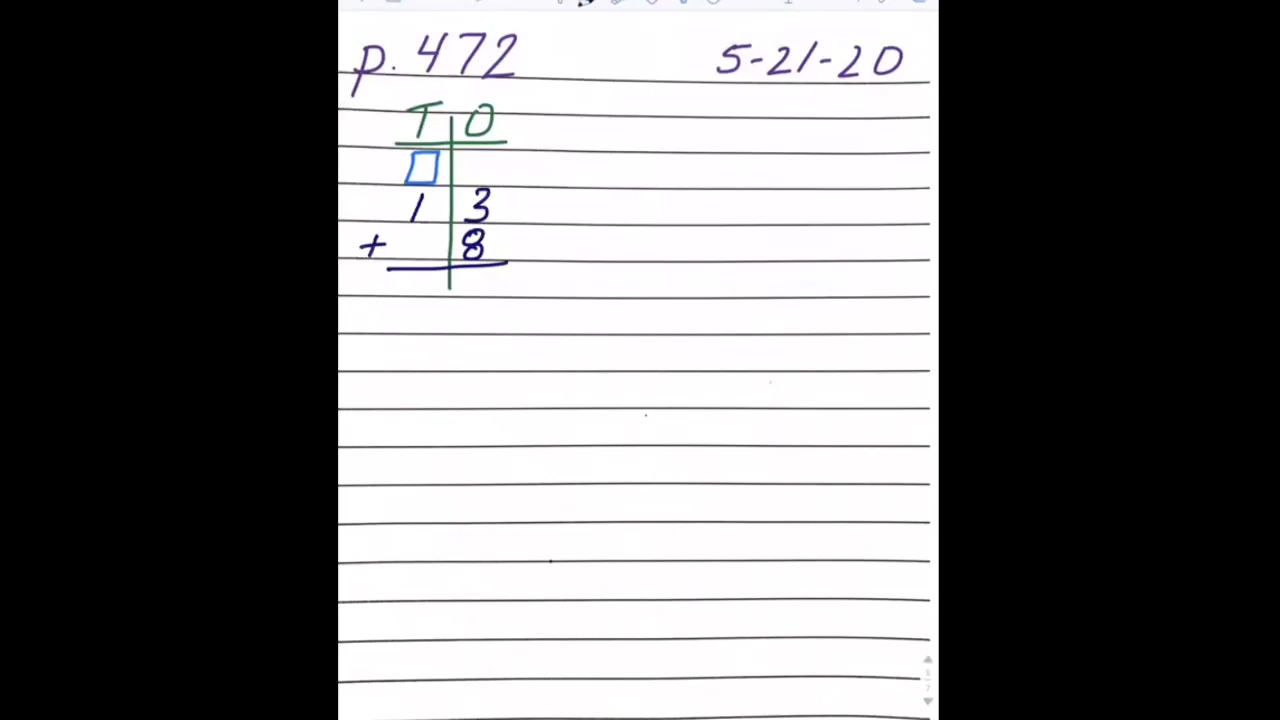 p. 472 5-21-20
T O
□
1 3
+ 8